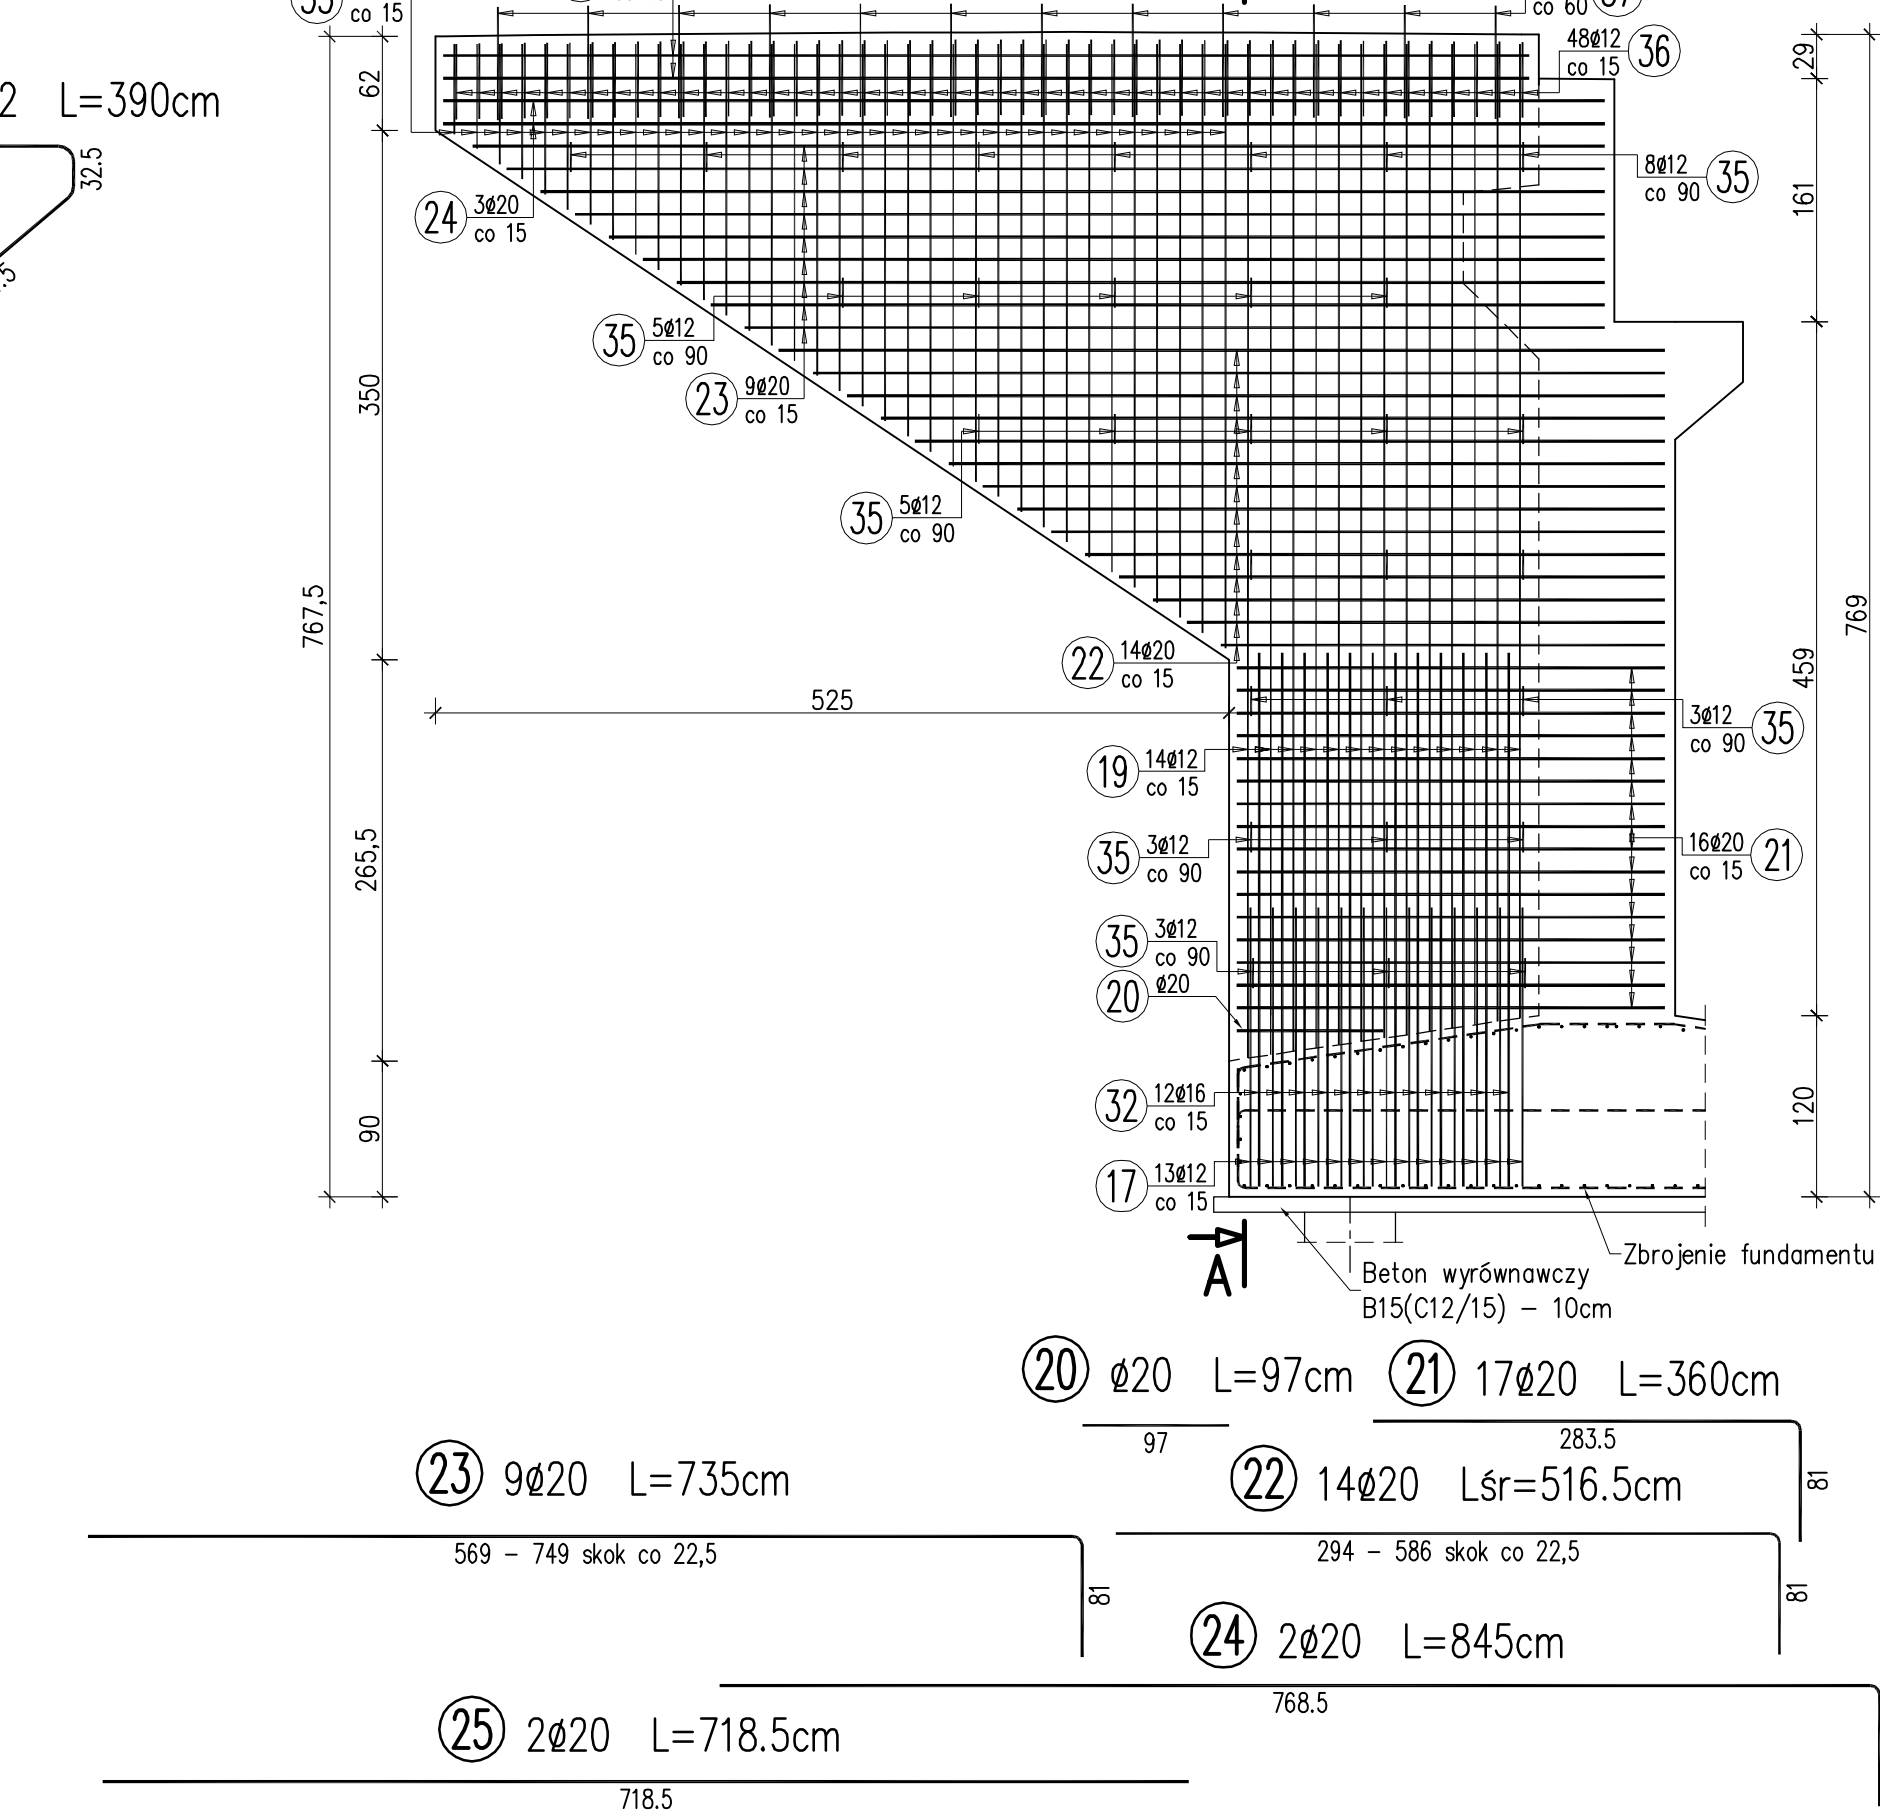 co 15
co 60
48ø12
co 15
36
29
62
2 L=390cm
32.5
.5
24
3ø20
co 15
8ø12
co 90
35
161
35
5ø12
co 90
23
9ø20
co 15
350
35
5ø12
co 90
767,5
769
22
14ø20
co 15
459
525
3ø12
co 90
35
19
14ø12
co 15
265,5
35
3ø12
co 90
16ø20
co 15
21
35
3ø12
co 90
20
ø20
32
12ø16
co 15
90
120
17
13ø12
co 15
A
Zbrojenie fundamentu
Beton wyrównawczy
B15(C12/15) – 10cm
20 ø20 L=97cm
97
21 17ø20 L=360cm
283.5
81
23 9ø20 L=735cm
569 – 749 skok co 22,5
81
22 14ø20 Lśr=516.5cm
294 – 586 skok co 22,5
81
24 2ø20 L=845cm
768.5
25 2ø20 L=718.5cm
718.5